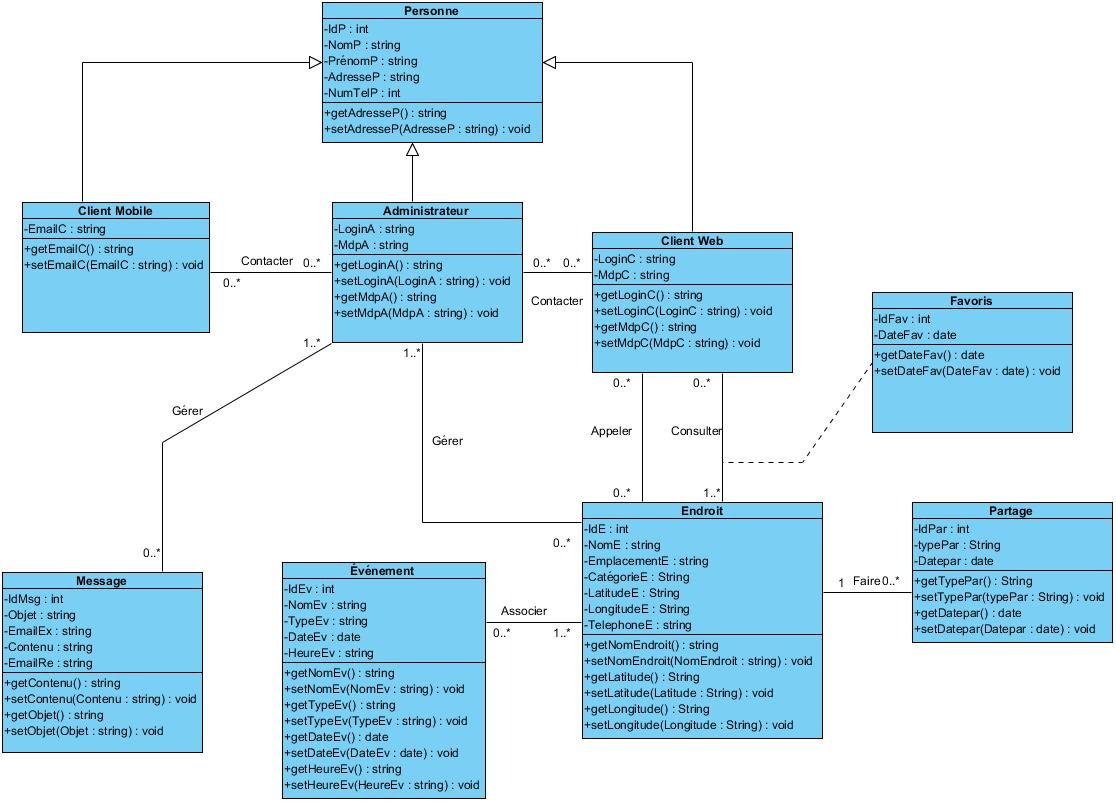 Personne
-IdP : int
-NomP : string
-PrénomP : string
-AdresseP : string
-NumTelP : int
+getAdresseP() : string
+setAdresseP(AdresseP : string) : void
Client Mobile
-EmailC : string
+getEmailC() : string
+setEmailC(EmailC : string) : void
Contacter
0..*
0..*
Administrateur
-LoginA : string
-MdpA : string
+getLoginA() : string
+setLoginA(LoginA : string) : void
+getMdpA() : string
+setMdpA(MdpA : string) : void
0..*
0..*
Contacter
Client Web
-LoginC : string
-MdpC : string
+getLoginC() : string
+setLoginC(LoginC : string) : void
+getMdpC() : string
+setMdpC(MdpC : string) : void
Favoris
-IdFav : int
-DateFav : date
+getDateFav() : date
+setDateFav(DateFav : date) : void
1..*
Gérer
0..*
1..*
Gérer
0..*
0..*
Appeler
0..*
0..*
Consulter
1..*
Message
-IdMsg : int
-Objet : string
-EmailEx : string
-Contenu : string
-EmailRe : string
+getContenu() : string
+setContenu(Contenu : string) : void
+getObjet() : string
+setObjet(Objet : string) : void
Événement
-IdEv : int
-NomEv : string
-TypeEv : string
-DateEv : date
-HeureEv : string
+getNomEv() : string
+setNomEv(NomEv : string) : void
+getTypeEv() : string
+setTypeEv(TypeEv : string) : void
+getDateEv() : date
+setDateEv(DateEv : date) : void
+getHeureEv() : string
+setHeureEv(HeureEv : string) : void
Associer
0..*
1..*
Endroit
-IdE : int
-NomE : string
-EmplacementE : string
-CatégorieE : String
-LatitudeE : String
-LongitudeE : String
-TelephoneE : string
+getNomEndroit() : string
+setNomEndroit(NomEndroit : string) : void
+getLatitude() : String
+setLatitude(Latitude : String) : void
+getLongitude() : String
+setLongitude(Longitude : String) : void
1 Faire 0..*
Partage
-IdPar : int
-typePar : String
-Datepar : date
+getTypePar() : String
+setTypePar(typePar : String) : void
+getDatepar() : date
+setDatepar(Datepar : date) : void